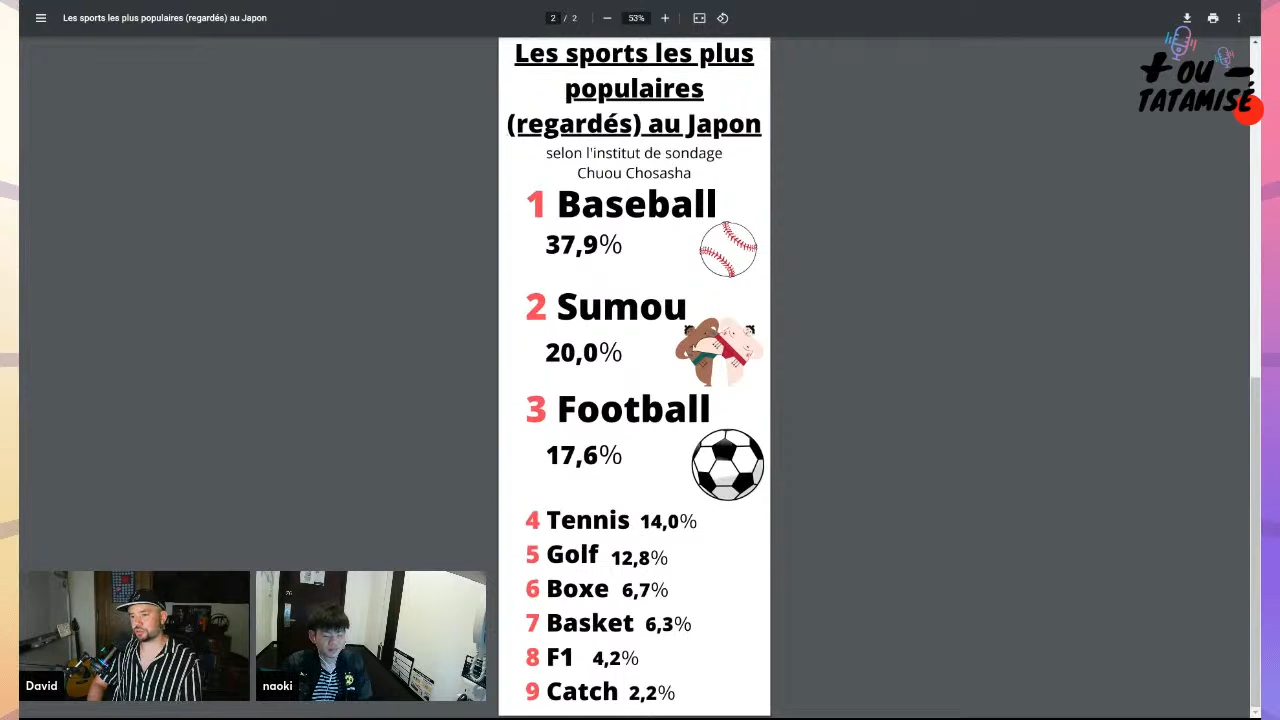 Les sports les plus populaires (regardés) au Japon
2 / 2
53%
+ OU -
TATAMISÉ
Les sports les plus
populaires
(regardés) au Japon
selon l'institut de sondage
Chuou Chosasha
1 Baseball
37,9%
2 Sumou
20,0%
3 Football
17,6%
4 Tennis 14,0%
5 Golf 12,8%
6 Boxe 6,7%
7 Basket 6,3%
8 F1 4,2%
9 Catch 2,2%
David
naoki